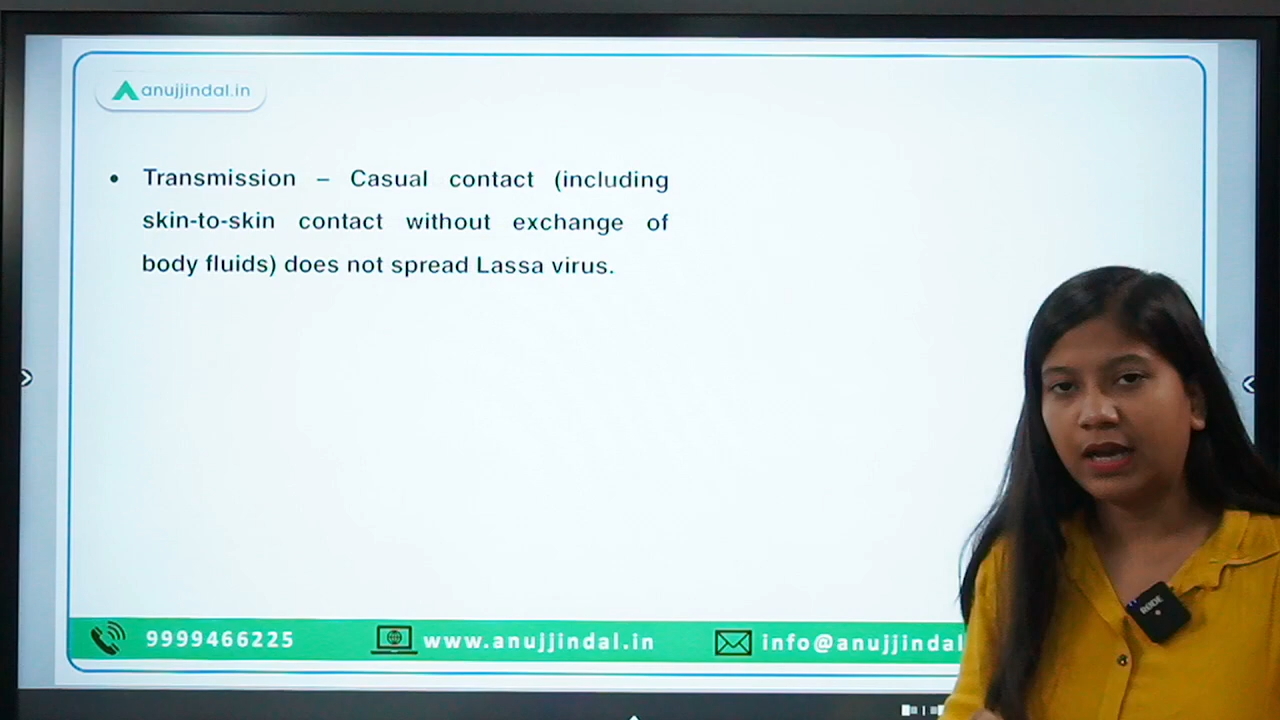 anujjindal.in
• Transmission – Casual contact (including
skin-to-skin contact without exchange of
body fluids) does not spread Lassa virus.
9999466225 www.anujjindal.in info@anujjindal
RODE